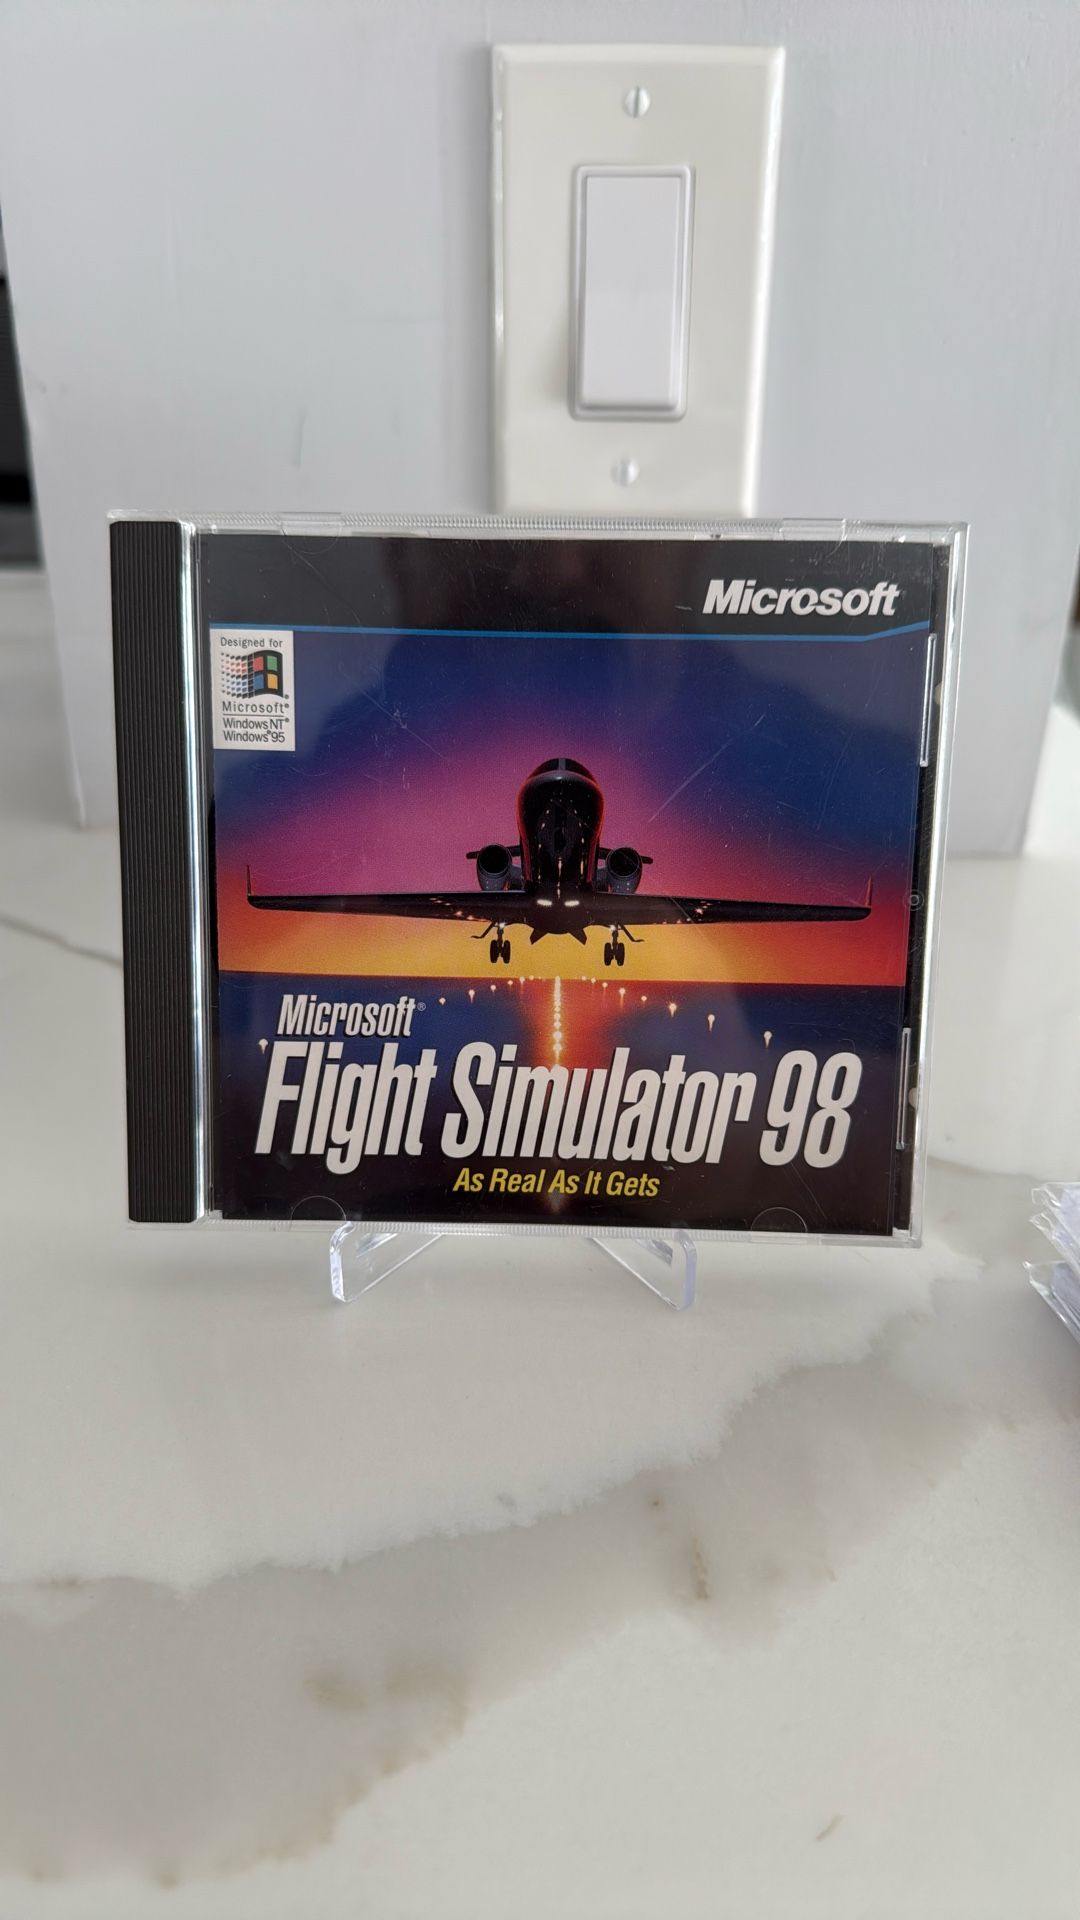 Microsoft
Designed for
Microsoft®
Windows NT®
Windows®95
Microsoft®
Flight Simulator 98
As Real As It Gets